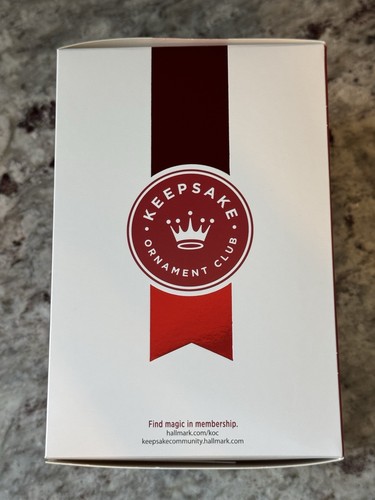 KEEPSAKE
ORNAMENT CLUB
Find magic in membership.
hallmark.com/koc
keepsakecommunity.hallmark.com